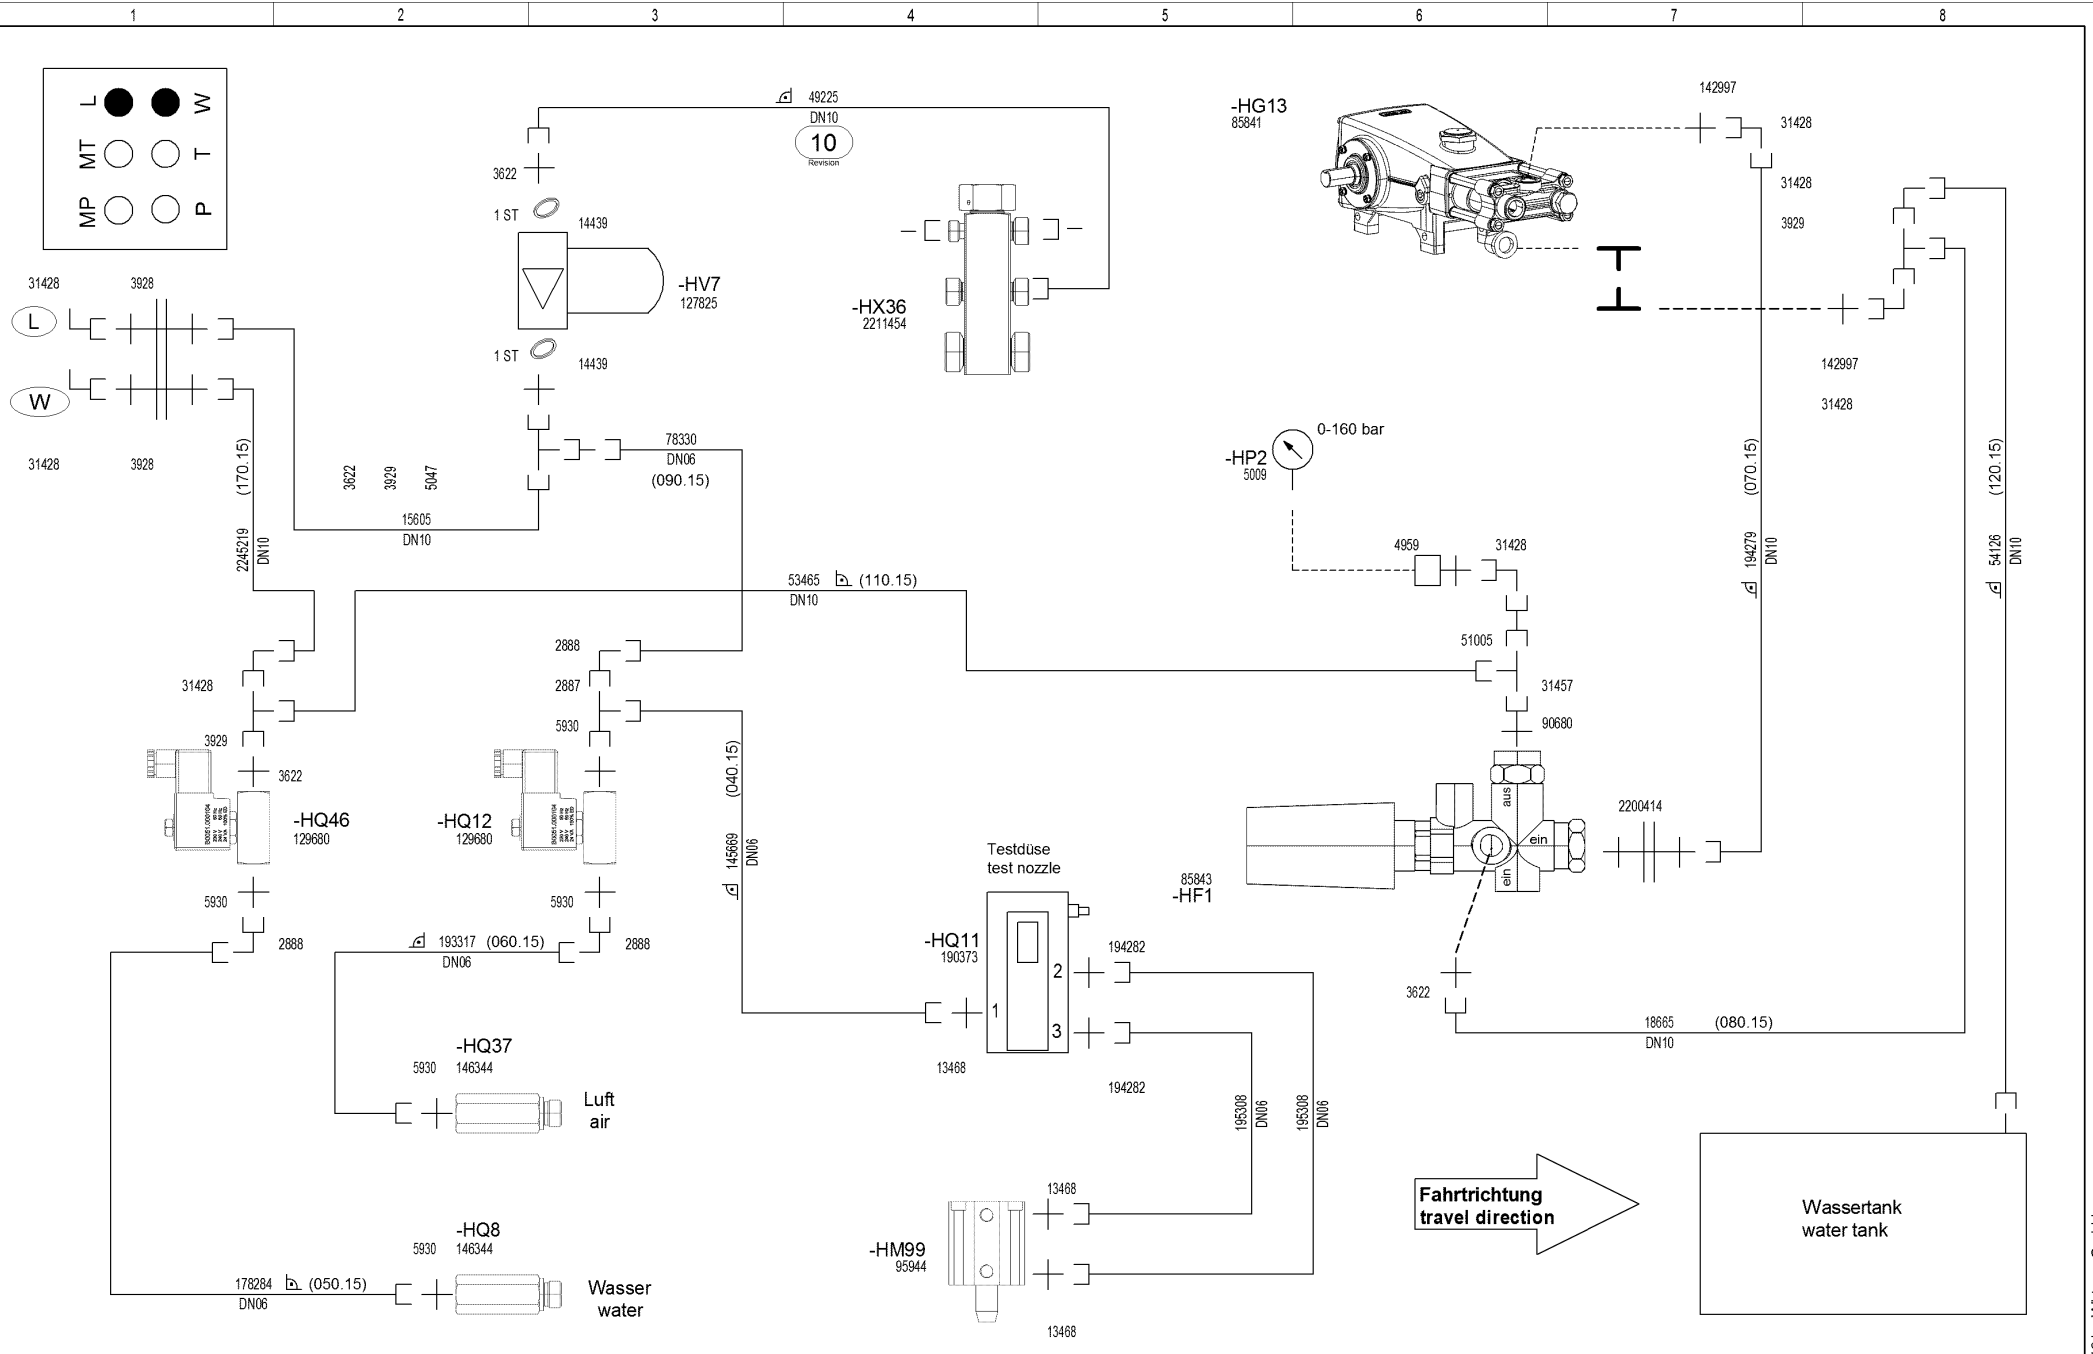 1 2 3 4 5 6 7 8
L W
MT T
MP P
49225
DN10
10
Revision
-HG13
85841
142997
31428
31428
3929
3622
1 ST
14439
-HV7
127825
1 ST
14439
-HX36
2211454
31428 3928
L
W
31428 3928
(170.15)
2245219
DN10
3622
3929
5047
15605
DN10
78330
DN06
(090.15)
0-160 bar
-HP2
5009
142997
31428
(070.15)
194279
DN10
(120.15)
54126
DN10
4959 31428
53465 (110.15)
DN10
51005
31457
90680
31428
3929
3622
-HQ46
129680
5930
2888
2888
2887
5930
-HQ12
129680
5930
2888
(040.15)
145669
DN06
193317 (060.15)
DN06
Testdüse
test nozzle
-HQ11
190373
1
2
3
13468
194282
194282
aus
ein
ein
85843
-HF1
2200414
3622
18665 (080.15)
DN10
-HQ37
5930 146344
Luft
air
195308
DN06
195308
DN06
-HQ8
5930 146344
178284 (050.15)
DN06
Wasser
water
-HM99
95944
13468
13468
Fahrtrichtung
travel direction
Wassertank
water tank